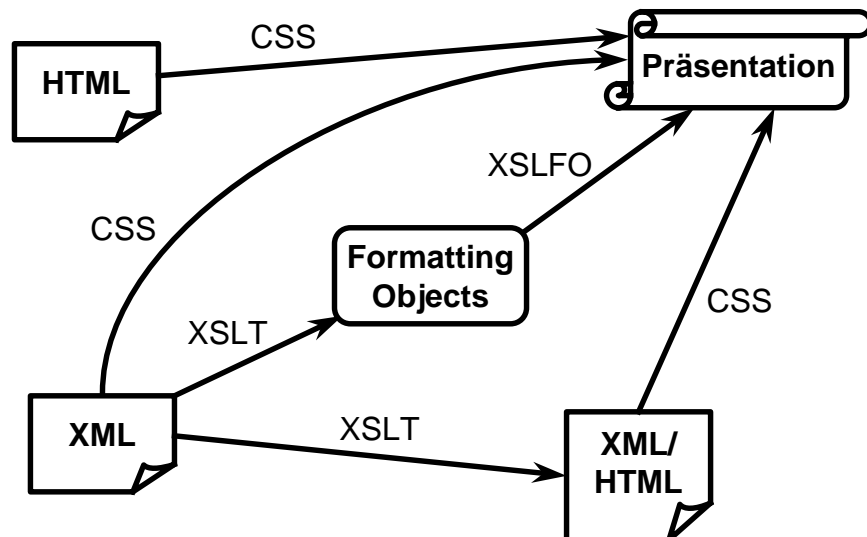 CSS
HTML
Präsentation
XSLFO
CSS
Formatting
Objects
CSS
XSLT
XML
XSLT
XML/
HTML